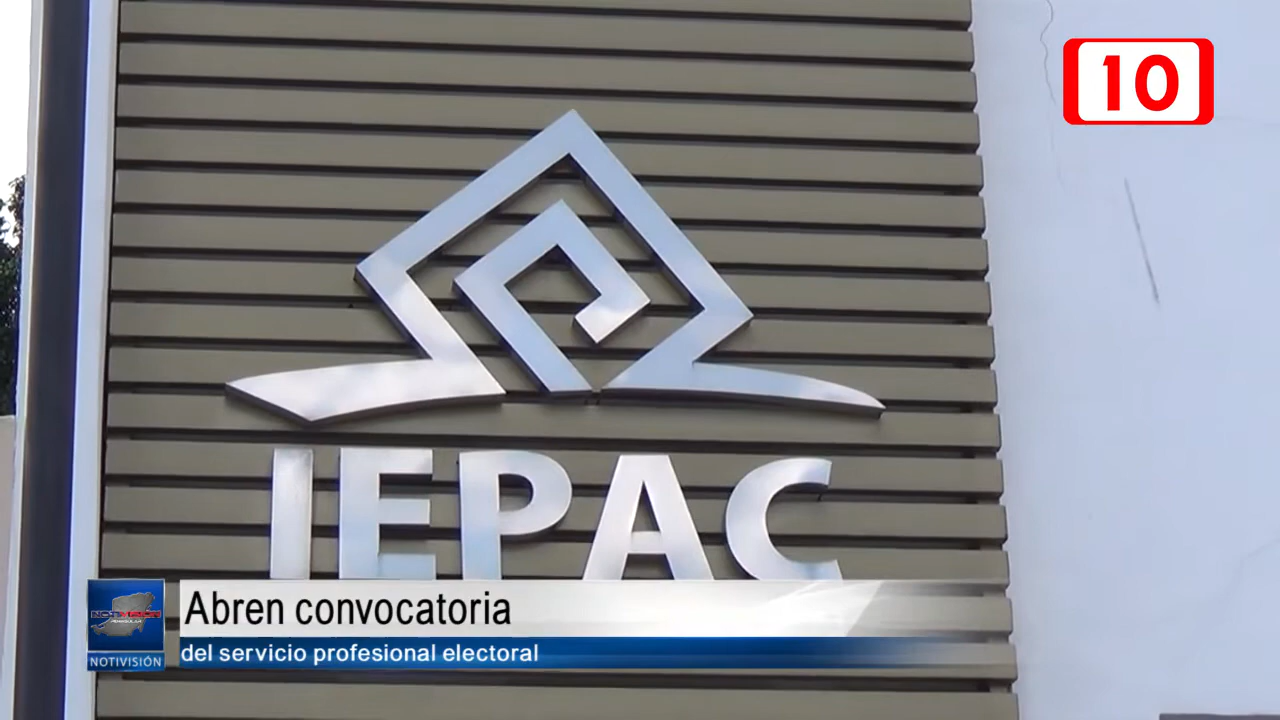 10
IEPAC
Abren convocatoria
del servicio profesional electoral
NOTIVISIÓN